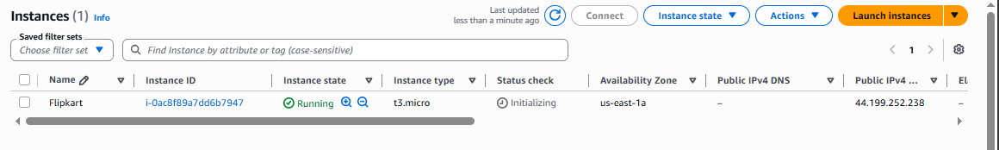 Instances (1) Info
Last updated
less than a minute ago
Connect
Instance state
Actions
Launch instances
Saved filter sets
Choose filter set
Find Instance by attribute or tag (case-sensitive)
1
Name Instance ID Instance state Instance type Status check Availability Zone Public IPv4 DNS Public IPv4 ... Ela
Flipkart i-0ac8f89a7dd6b7947 Running t3.micro Initializing us-east-1a – 44.199.252.238 –